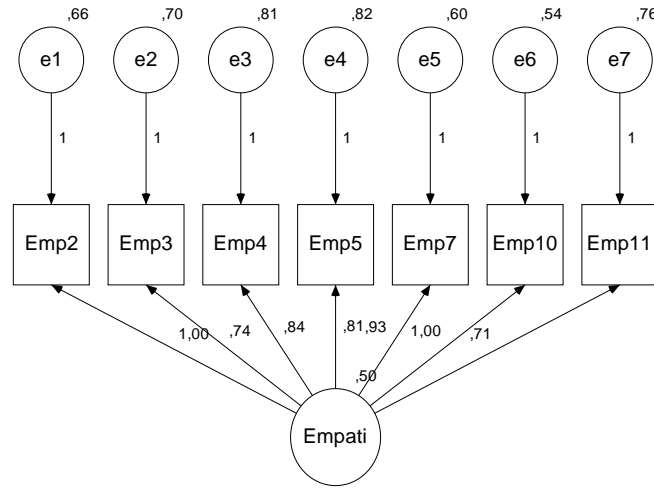 ,66 ,70 ,81 ,82 ,60 ,54 ,76
e1 e2 e3 e4 e5 e6 e7
1 1 1 1 1 1 1
Emp2 Emp3 Emp4 Emp5 Emp7 Emp10 Emp11
1,00 ,74 ,84 ,81 ,93 1,00 ,71
,50
Empati